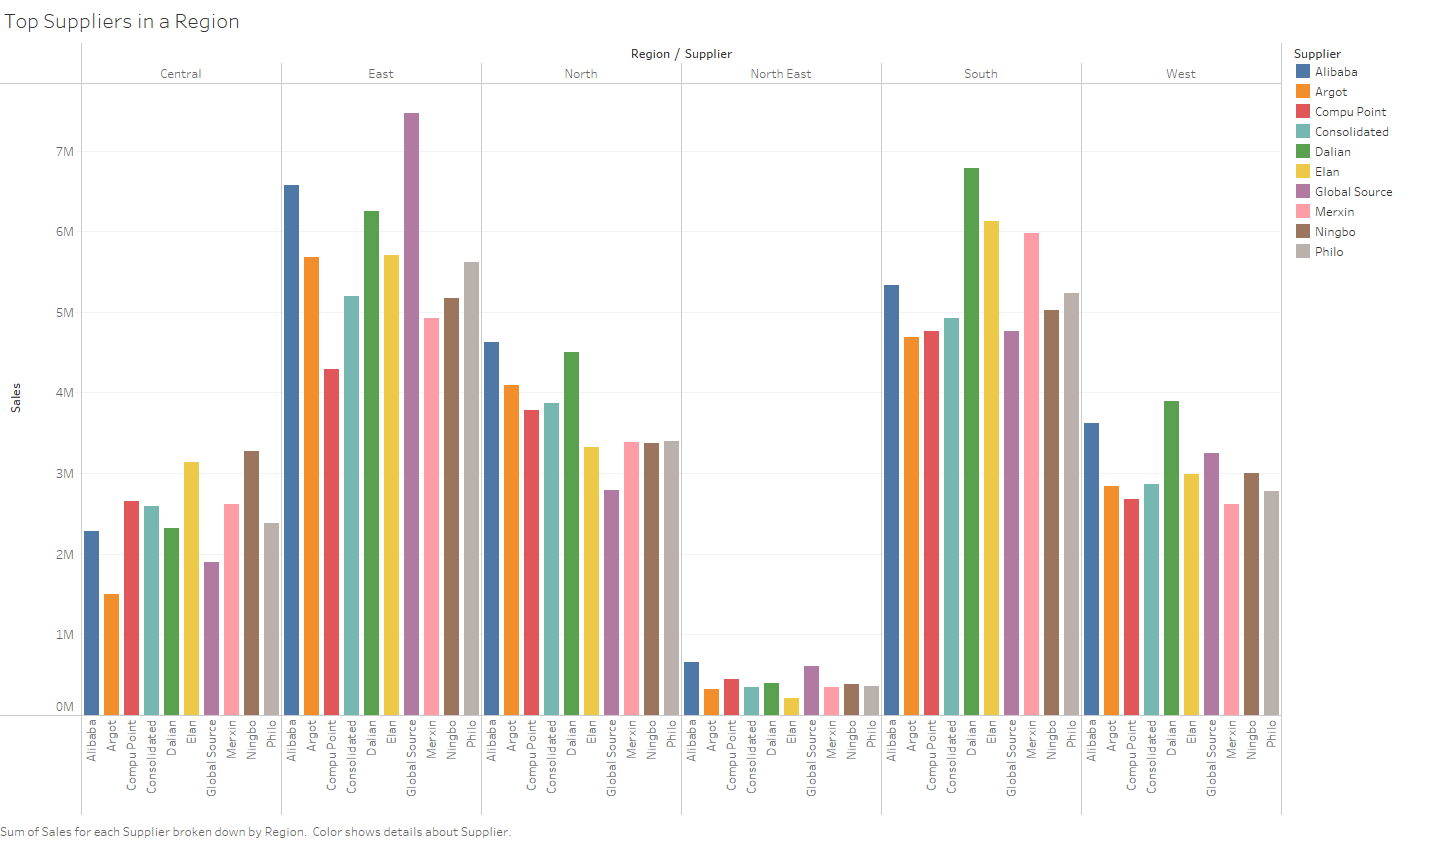 Top Suppliers in a Region
Region / Supplier
Central East North North East South West
Sales
7M
6M
5M
4M
3M
2M
1M
0M
Alibaba Argot Compu Point Consolidated Dalian Elan Global Source Merxin Ningbo Philo
Alibaba Argot Compu Point Consolidated Dalian Elan Global Source Merxin Ningbo Philo
Alibaba Argot Compu Point Consolidated Dalian Elan Global Source Merxin Ningbo Philo
Alibaba Argot Compu Point Consolidated Dalian Elan Global Source Merxin Ningbo Philo
Alibaba Argot Compu Point Consolidated Dalian Elan Global Source Merxin Ningbo Philo
Alibaba Argot Compu Point Consolidated Dalian Elan Global Source Merxin Ningbo Philo
Supplier
Alibaba
Argot
Compu Point
Consolidated
Dalian
Elan
Global Source
Merxin
Ningbo
Philo
Sum of Sales for each Supplier broken down by Region. Color shows details about Supplier.